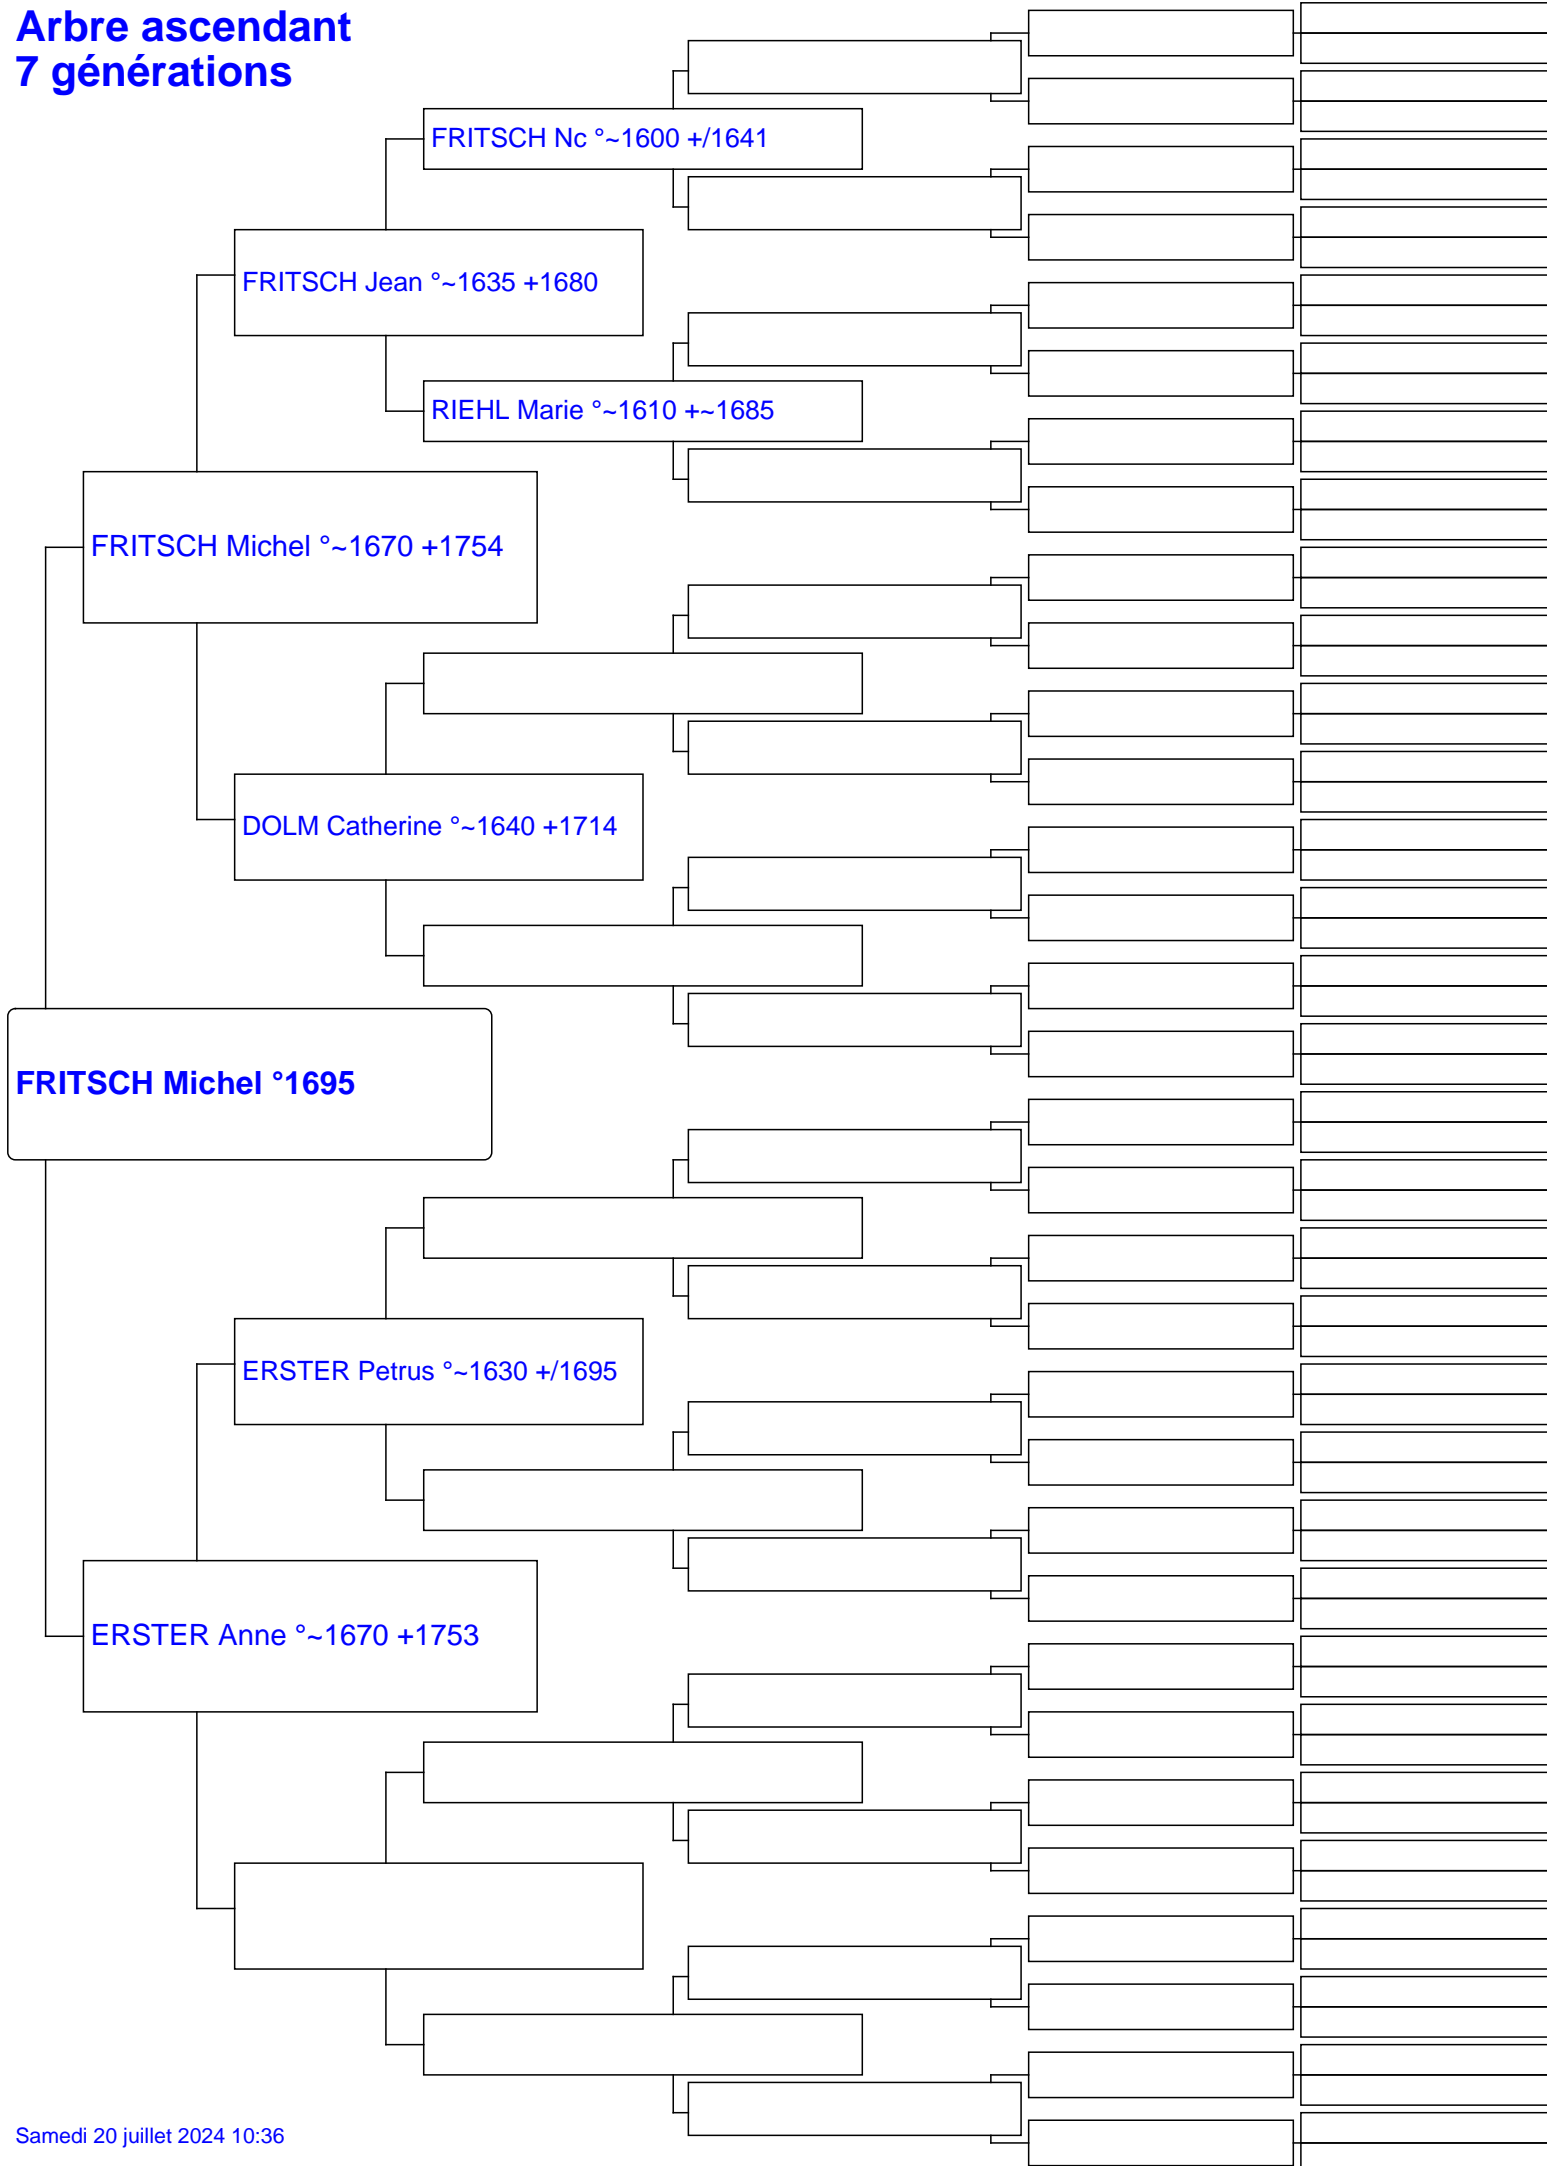 Arbre ascendant
7 générations
FRITSCH Nc °~1600 +/1641
FRITSCH Jean °~1635 +1680
RIEHL Marie °~1610 +~1685
FRITSCH Michel °~1670 +1754
DOLM Catherine °~1640 +1714
FRITSCH Michel °1695
ERSTER Petrus °~1630 +/1695
ERSTER Anne °~1670 +1753
Samedi 20 juillet 2024 10:36